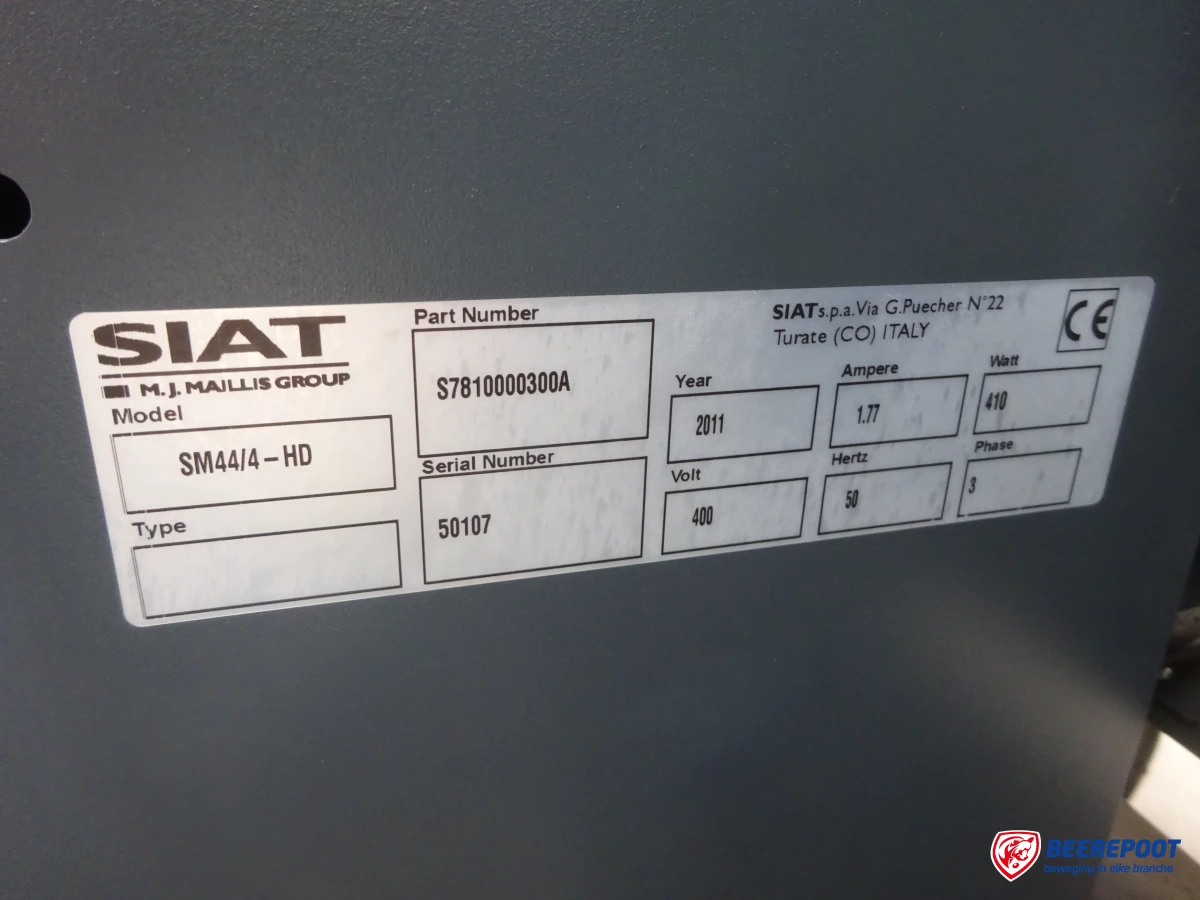 SIAT
M.J. MAILLIS GROUP
Model
SM44/4-HD
Type
Part Number
S7810000300A
Serial Number
50107
SIAT s.p.a. Via G.Puecher N°22
Turate (CO) ITALY
CE
Year
2011
Ampere
1.77
Watt
410
Volt
400
Hertz
50
Phase
3
BEEREPOOT
beweging in elke branche